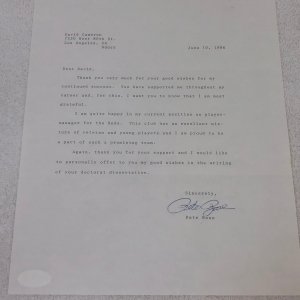 David Cameron
Los Angeles, CA
June 10, 1986
Thank you very much for your good wishes for my
continued success. You have supported me throughout my
career and, for this, I want you to know that I am most
grateful.
I am quite happy in my current position as player-
manager for the Reds. This club has an excellent mix-
ture of veteran and young players and I am proud to be
a part of such a promising team.
Again, thank you for your support and I would like
to personally offer to you my good wishes in the writing
of your doctoral dissertation.
Sincerely,
Pete Rose
Pete Rose